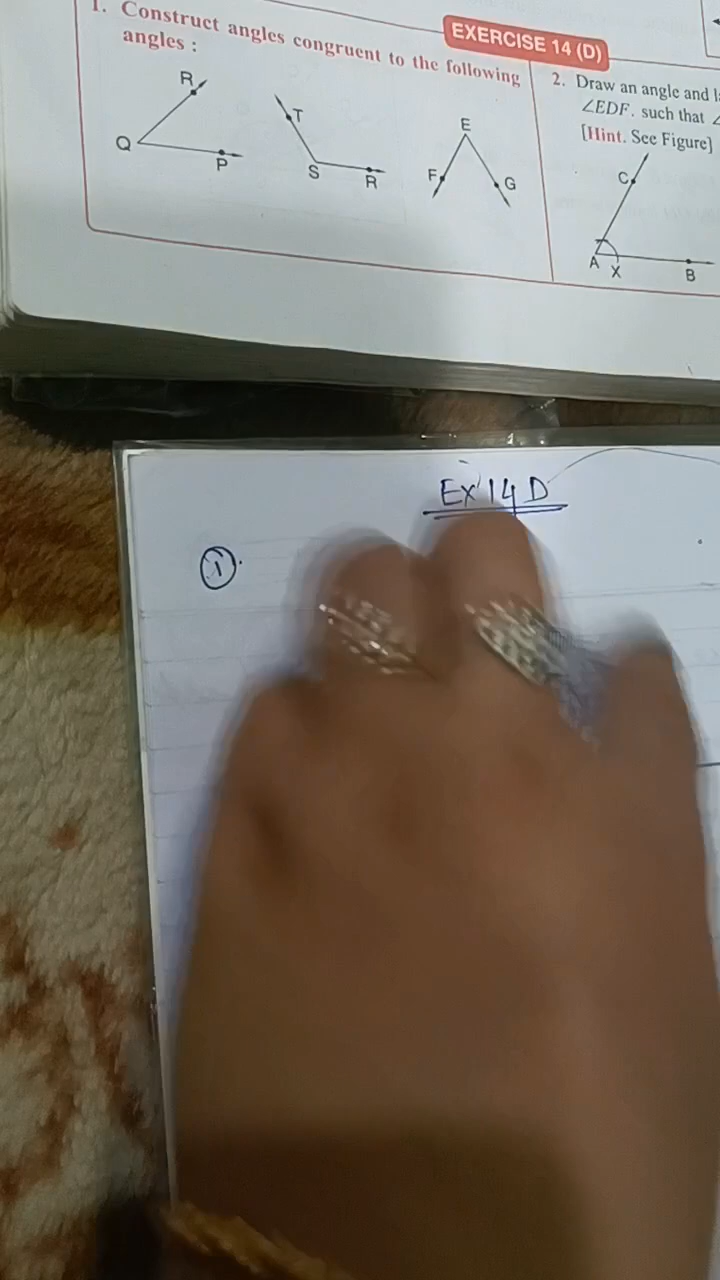 EXERCISE 14 (D)
1. Construct angles congruent to the following
angles :
R
Q
P
T
S
R
E
F
G
2. Draw an angle and
∠EDF. such that
[Hint. See Figure]
C
A
X
B
Ex 14 D
1